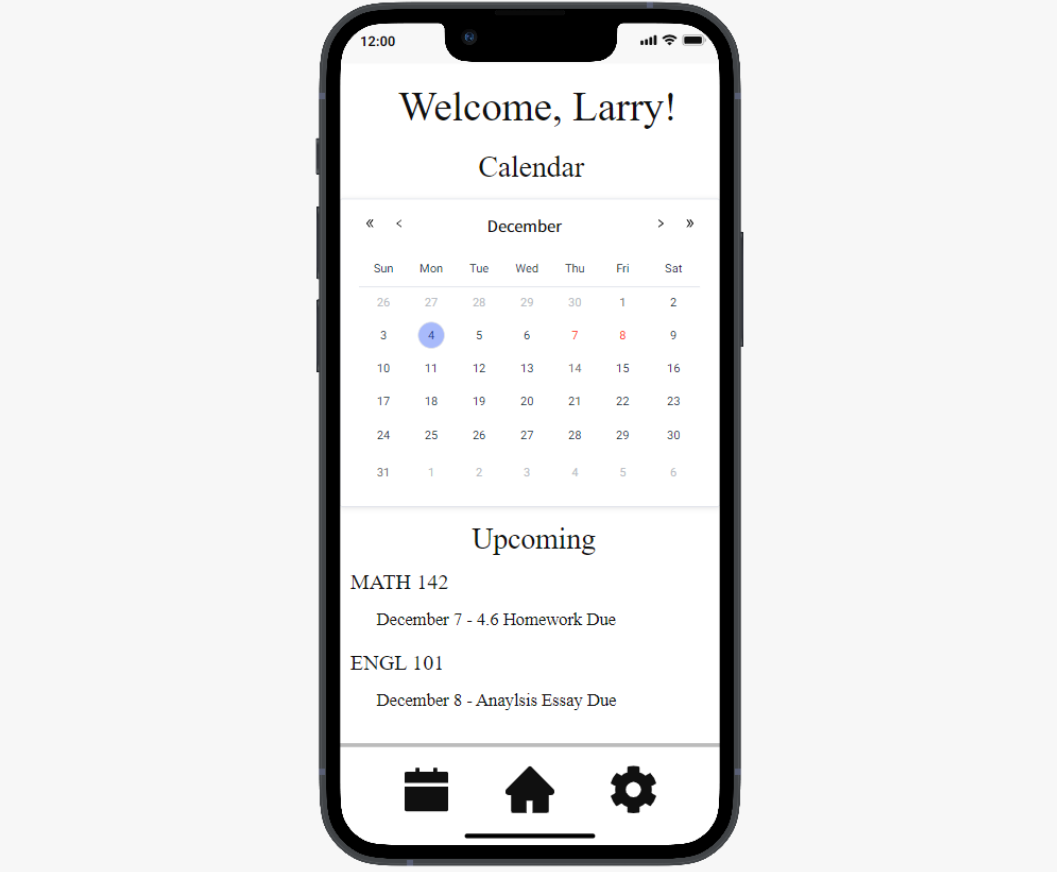 12:00
Welcome, Larry!
Calendar
« ‹ December › »
Sun Mon Tue Wed Thu Fri Sat
26 27 28 29 30 1 2
3 4 5 6 7 8 9
10 11 12 13 14 15 16
17 18 19 20 21 22 23
24 25 26 27 28 29 30
31 1 2 3 4 5 6
Upcoming
MATH 142
December 7 - 4.6 Homework Due
ENGL 101
December 8 - Anaylsis Essay Due